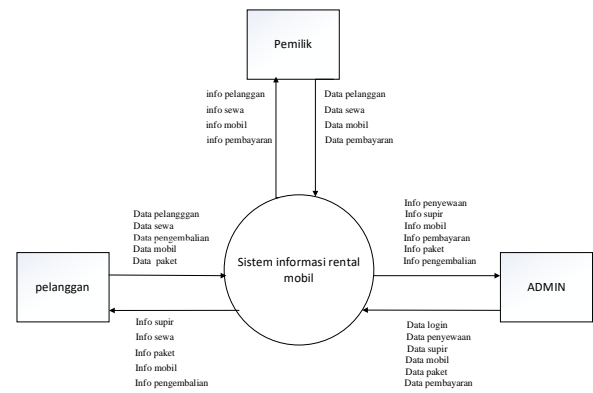 Pemilik
info pelanggan
info sewa
info mobil
info pembayaran
Data pelanggan
Data sewa
Data mobil
Data pembayaran
Data pelangggan
Data sewa
Data pengembalian
Data mobil
Data paket
Info penyewaan
Info supir
Info mobil
Info pembayaran
Info paket
Info pengembalian
pelanggan
Sistem informasi rental
mobil
ADMIN
Info supir
Info sewa
Info paket
Info mobil
Info pengembalian
Data login
Data penyewaan
Data supir
Data mobil
Data paket
Data pembayaran